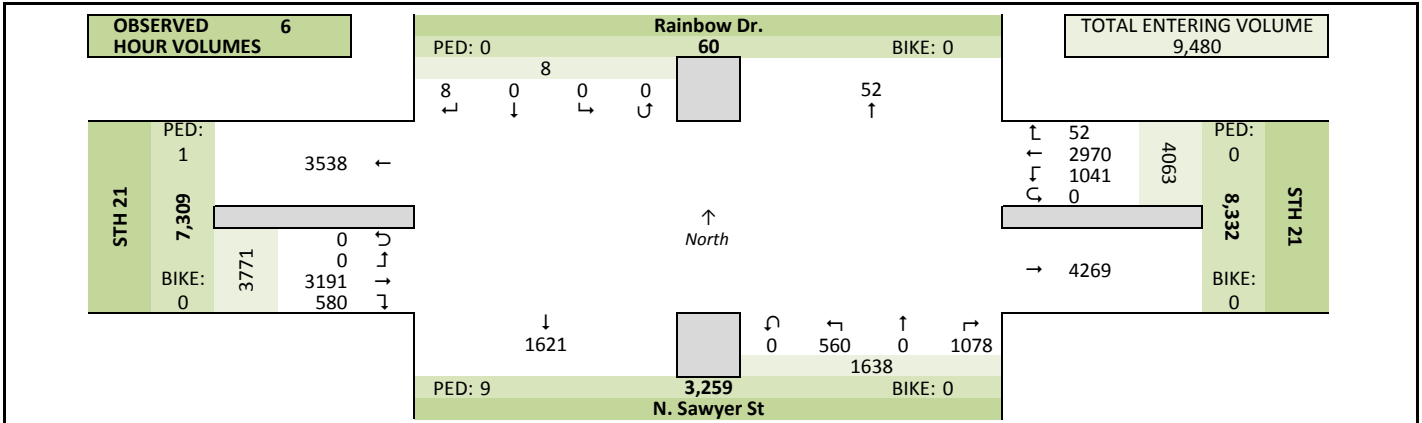 OBSERVED 6
HOUR VOLUMES
Rainbow Dr.
PED: 0 60 BIKE: 0
TOTAL ENTERING VOLUME
9,480
8
8 0 0 0
↵ ↓ ↳ ↺
52
↑
STH 21
PED:
1
7,309
BIKE:
0
3538 ←
3771
0
0
3191 →
580
↑
North
52
← 2970
1041
0
4063
PED:
0
8,332
BIKE:
0
STH 21
→ 4269
↓
1621
0 560 0 1078
1638
PED: 9 3,259 BIKE: 0
N. Sawyer St